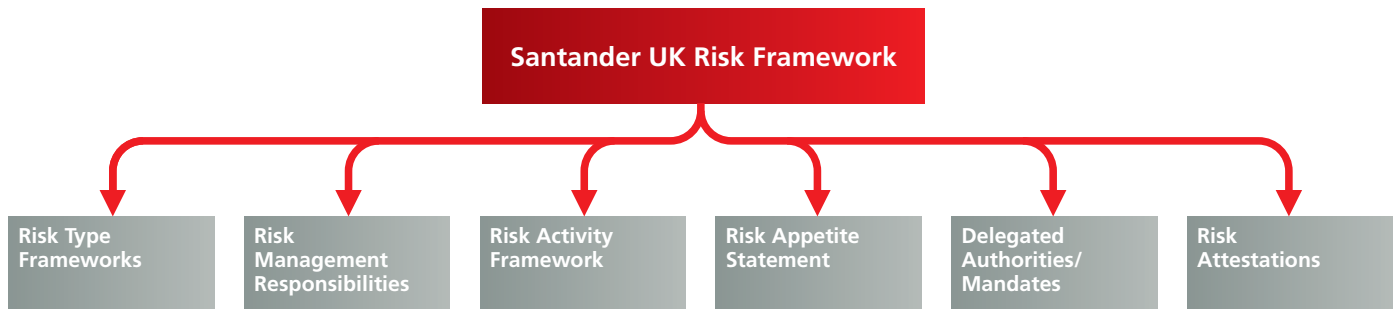 Santander UK Risk Framework
Risk Type
Frameworks
Risk
Management
Responsibilities
Risk Activity
Framework
Risk Appetite
Statement
Delegated
Authorities/
Mandates
Risk
Attestations